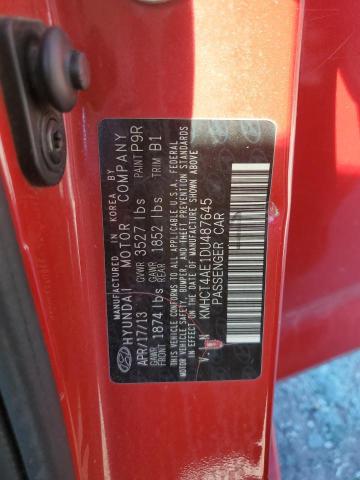 MANUFACTURED IN KOREA BY
HYUNDAI MOTOR COMPANY
APR/17/13 GVWR 3527 lbs PAINT P9R
GAWR FRONT 1874 lbs GAWR REAR 1852 lbs TRIM B1
THIS VEHICLE CONFORMS TO ALL APPLICABLE U.S.A. FEDERAL
MOTOR VEHICLE SAFETY, BUMPER, AND THEFT PREVENTION STANDARDS
IN EFFECT ON THE DATE OF MANUFACTURE SHOWN ABOVE.
V.I.N KMHCT4AE1DU487645
PASSENGER CAR